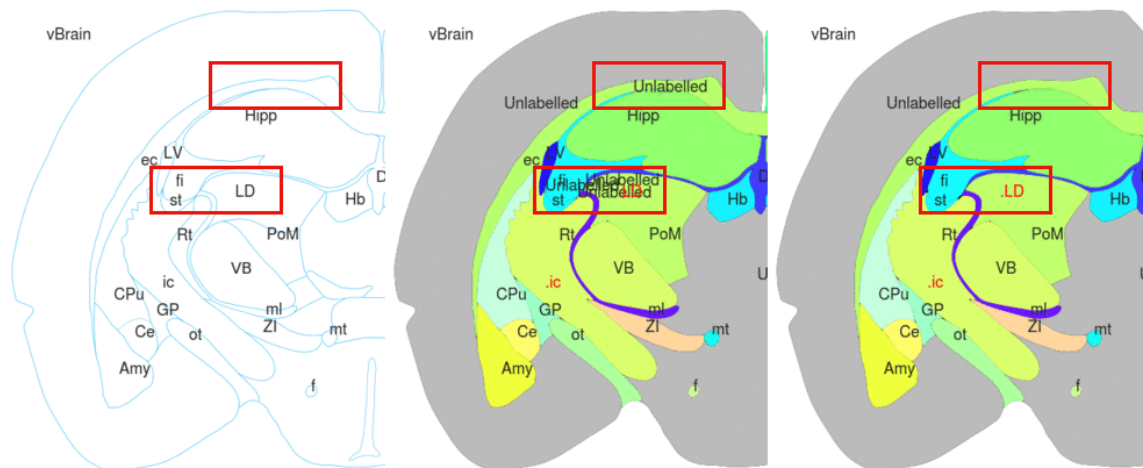 vBrain
Hipp
ec
LV
fi
st
LD
D
Hb
Rt
PoM
VB
ic
CPu
GP
ml
ZI
mt
Ce
ot
Amy
f
vBrain
Unlabelled
Unlabelled
Hipp
ec
LV
fi
Unlabelled
Unlabelled
Unlabelled
.LD
st
D
Hb
Rt
PoM
VB
U
.ic
CPu
GP
ml
ZI
mt
Ce
ot
Amy
f
vBrain
Unlabelled
Hipp
ec
LV
fi
st
.LD
Hb
Rt
PoM
VB
.ic
CPu
GP
ml
ZI
mt
Ce
ot
Amy
f